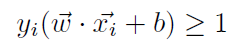 $y_i(\vec{w} \cdot \vec{x_i} + b) \geq 1$